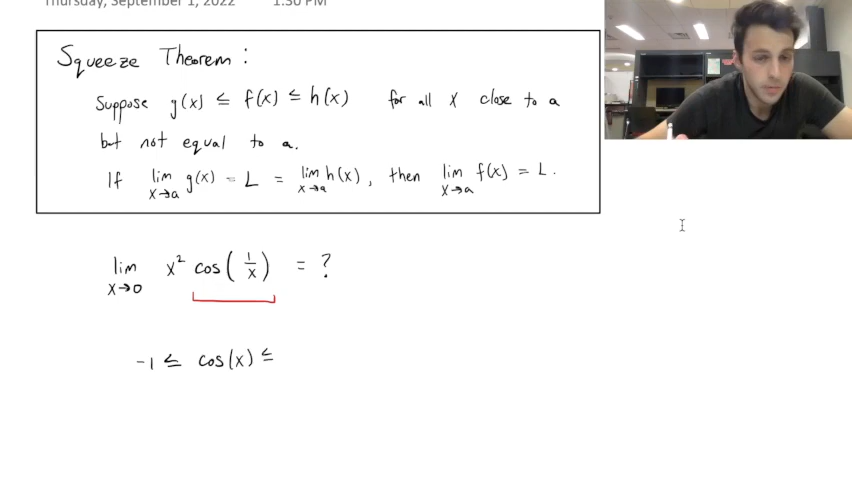 Thursday, September 1, 2022 1:30 PM
Squeeze Theorem:
Suppose g(x) ≤ f(x) ≤ h(x) for all x close to a
but not equal to a.
If lim x→a g(x) = L = lim x→a h(x), then lim x→a f(x) = L.
lim x→0 x² cos(1/x) = ?
-1 ≤ cos(x) ≤